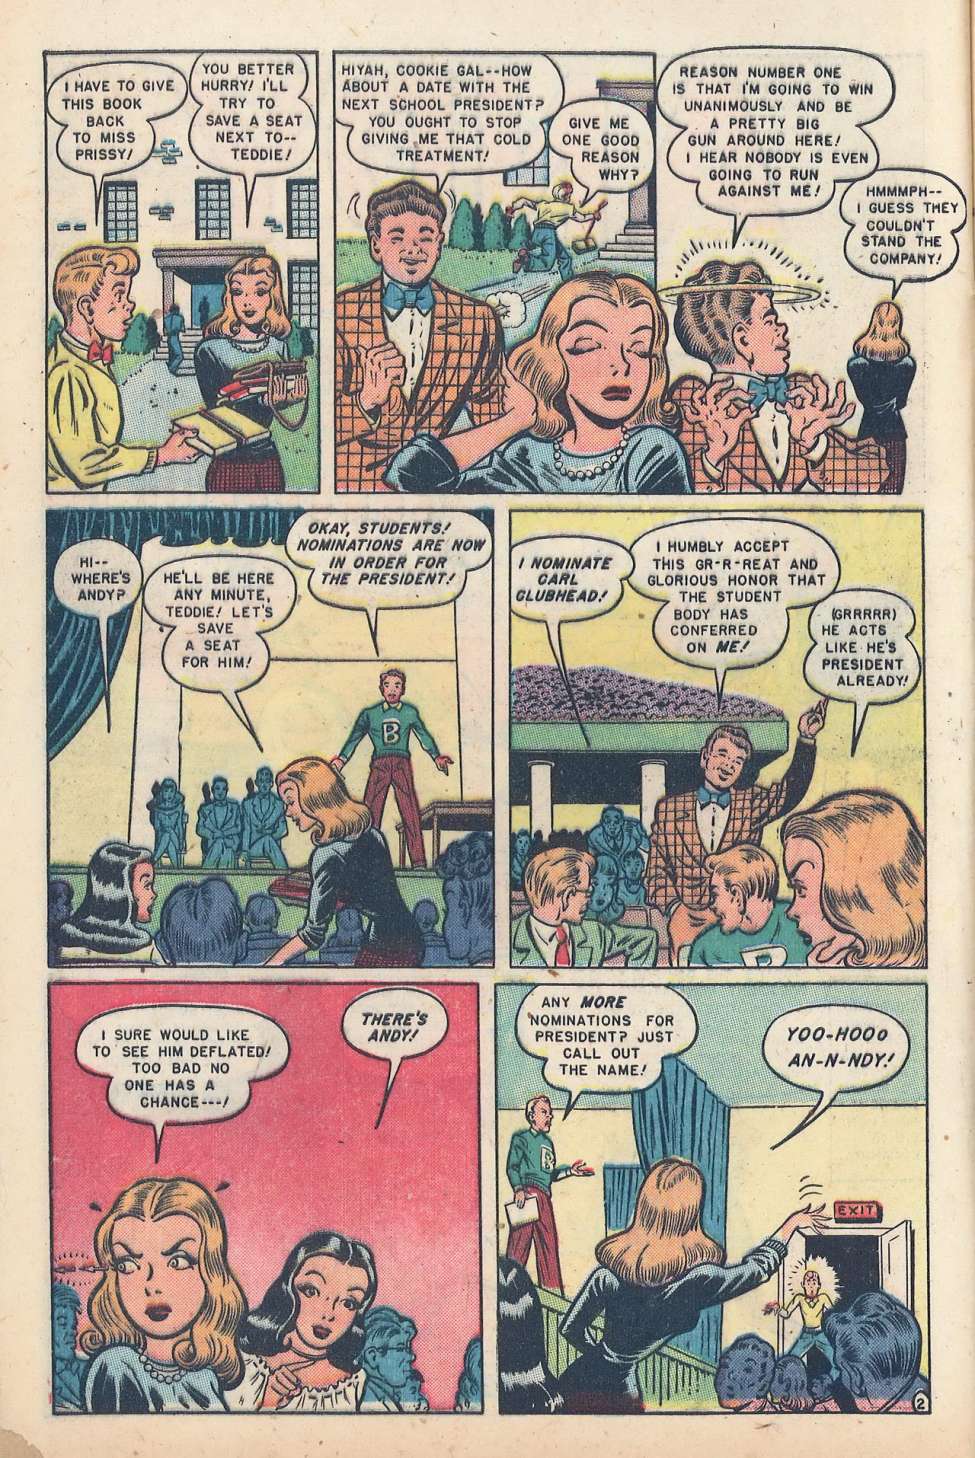 I HAVE TO GIVE
THIS BOOK
BACK
TO MISS
PRISSY!
YOU BETTER
HURRY! I'LL
TRY TO
SAVE A SEAT
NEXT TO--
TEDDIE!
HIYAH, COOKIE GAL--HOW
ABOUT A DATE WITH THE
NEXT SCHOOL PRESIDENT?
YOU OUGHT TO STOP
GIVING ME THAT COLD
TREATMENT!
GIVE ME
ONE GOOD
REASON
WHY?
REASON NUMBER ONE
IS THAT I'M GOING TO WIN
UNANIMOUSLY AND BE
A PRETTY BIG
GUN AROUND HERE!
I HEAR NOBODY IS EVEN
GOING TO RUN
AGAINST ME!
HMMMPH--
I GUESS THEY
COULDN'T
STAND THE
COMPANY!
HI--
WHERE'S
ANDY?
HE'LL BE HERE
ANY MINUTE,
TEDDIE! LET'S
SAVE
A SEAT
FOR HIM!
OKAY, STUDENTS!
NOMINATIONS ARE NOW
IN ORDER FOR
THE PRESIDENT!
B
I NOMINATE
CARL
CLUBHEAD!
I HUMBLY ACCEPT
THIS GR-R-REAT AND
GLORIOUS HONOR THAT
THE STUDENT
BODY HAS
CONFERRED
ON ME!
(GRRRRR)
HE ACTS
LIKE HE'S
PRESIDENT
ALREADY!
B
I SURE WOULD LIKE
TO SEE HIM DEFLATED!
TOO BAD NO
ONE HAS A
CHANCE---!
THERE'S
ANDY!
ANY MORE
NOMINATIONS FOR
PRESIDENT? JUST
CALL OUT
THE NAME!
YOO-HOOO
AN-N-NDY!
B
EXIT
2